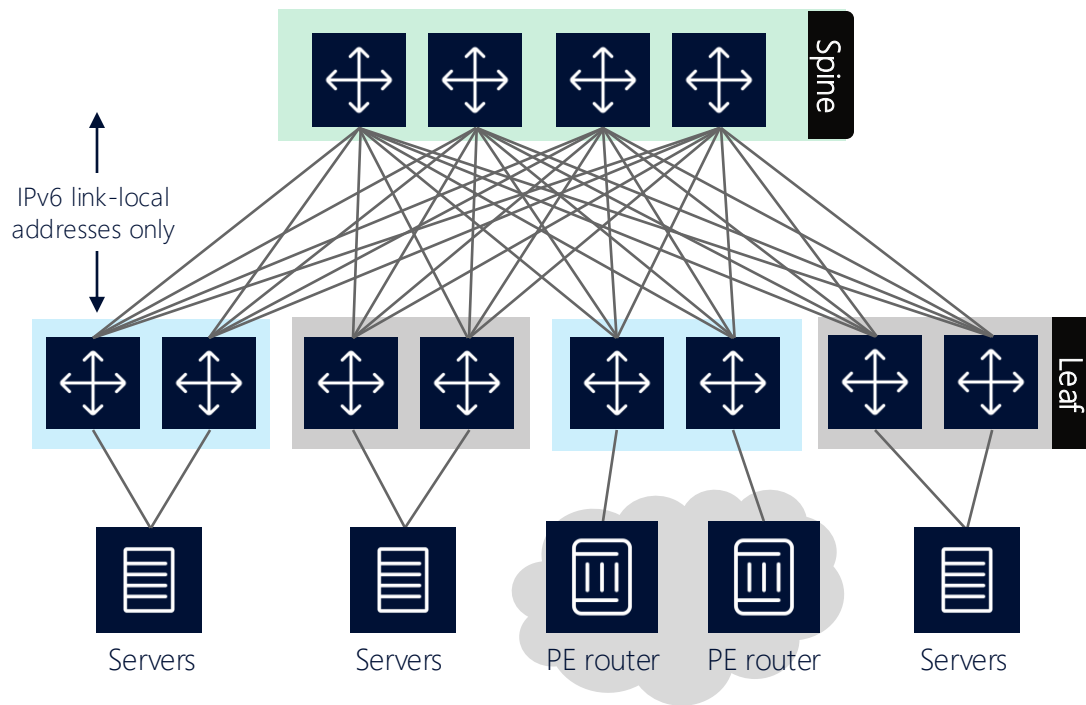 Spine
IPv6 link-local
addresses only
Leaf
Servers
Servers
PE router
PE router
Servers